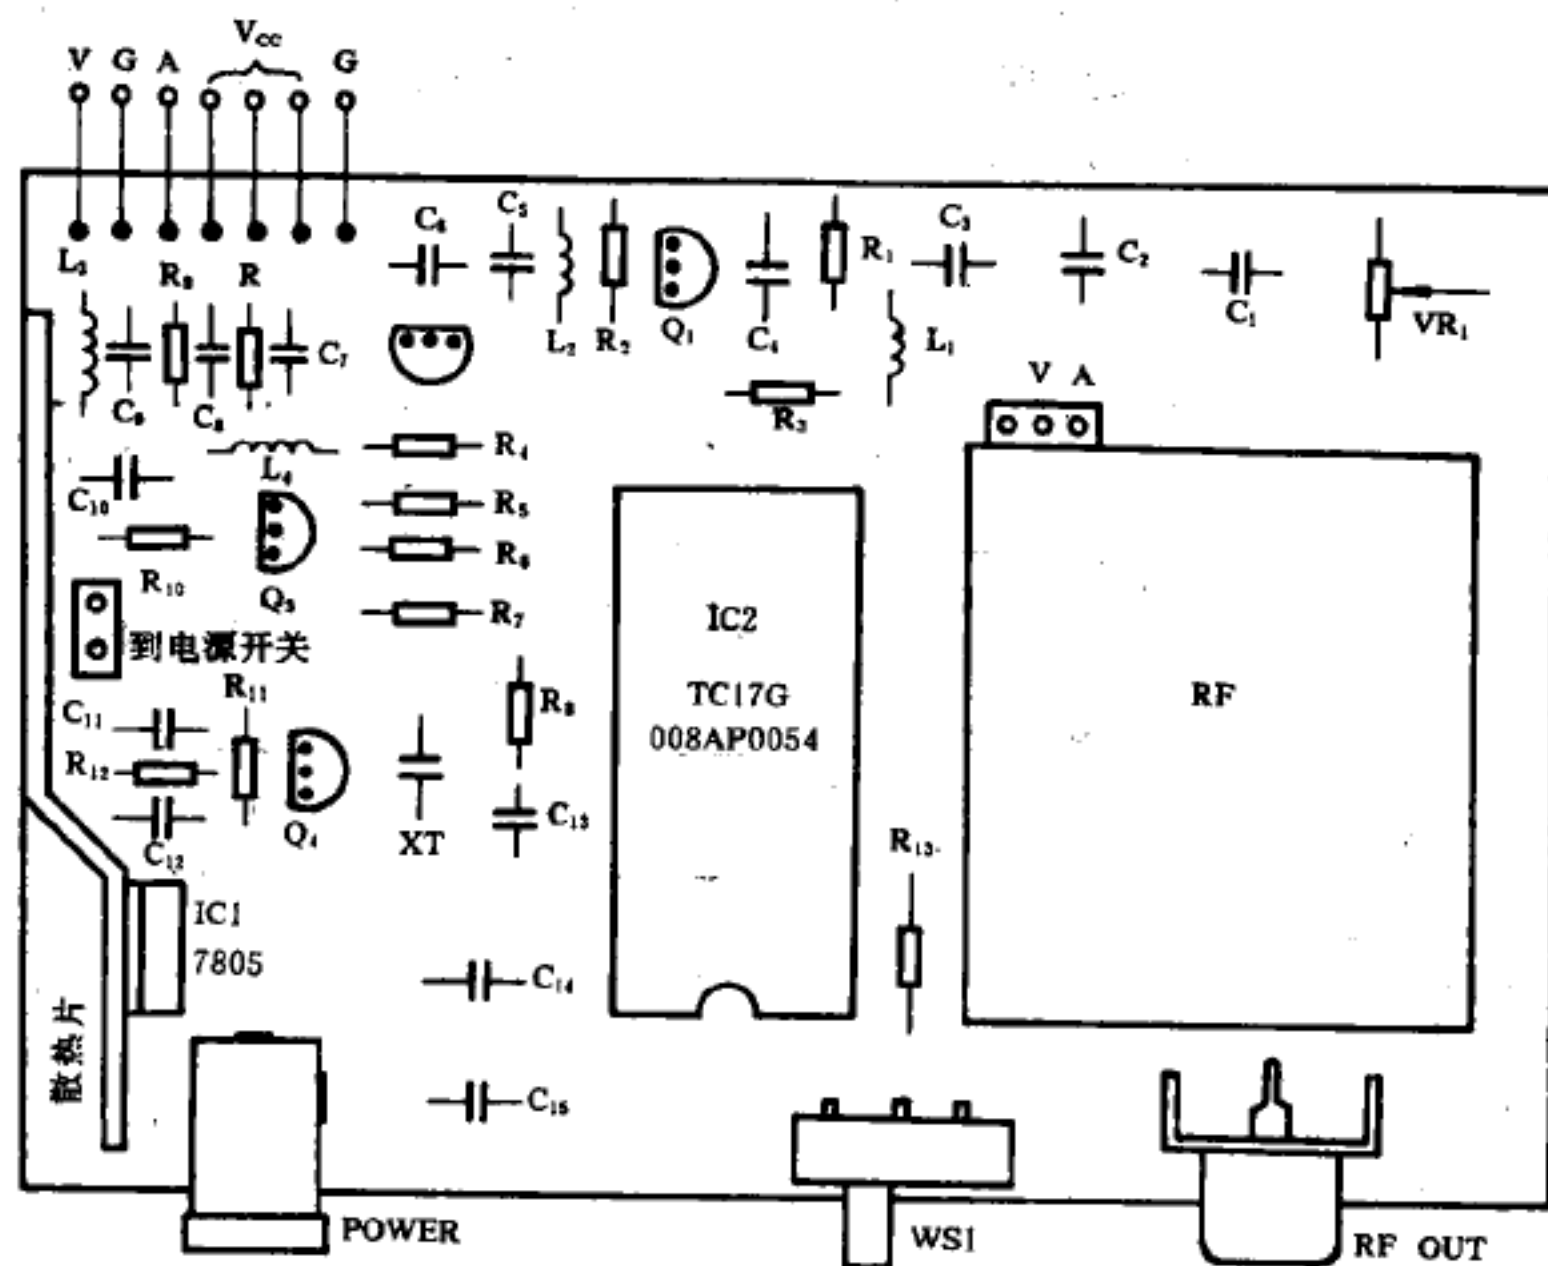 V G A Vcc G
C₆ C₅ R₁ C₃ C₂
L₃ R₉ R
C₁ VR₁
L₂ R₂ Q₁ C₄ L₁
C₇
V A
C₉ C₈ R₃
L₄ R₄
C₁₀ R₅
R₆
R₁₀ Q₃ R₇
到电源开关
IC2
TC17G
008AP0054
RF
R₁₁
C₁₁ R₈
R₁₂
C₁₂ Q₄ XT C₁₃
R₁₃
IC1
7805
C₁₄
散热片
C₁₅
POWER WS1 RF OUT